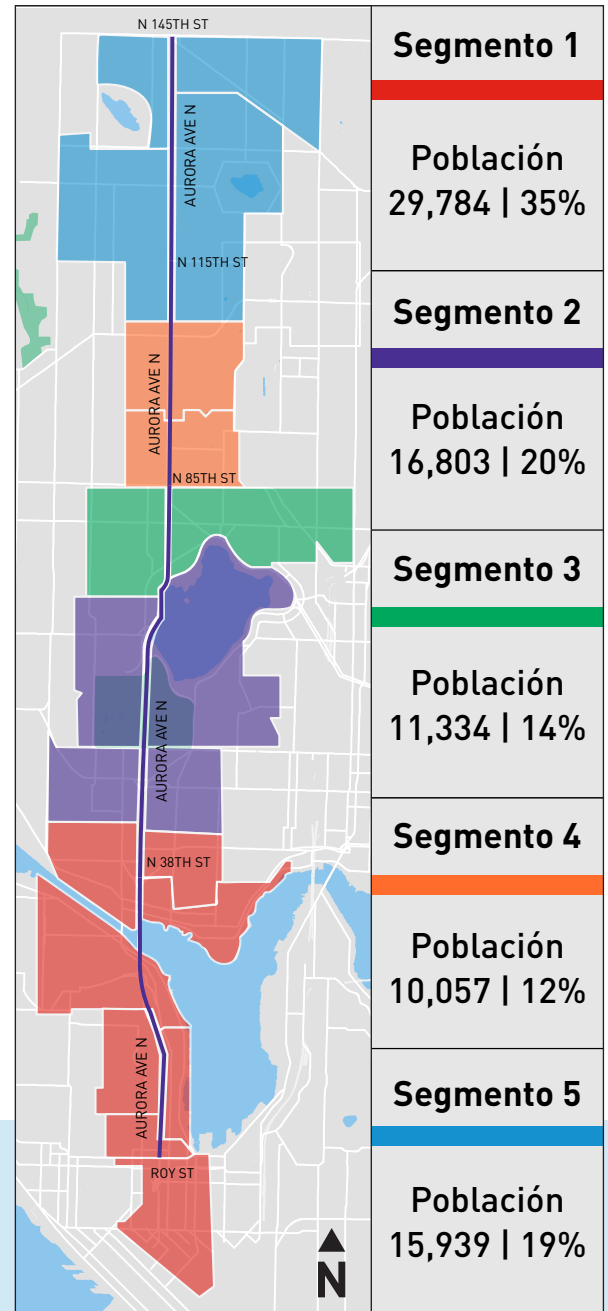 N 145TH ST
AURORA AVE N
N 115TH ST
AURORA AVE N
N 85TH ST
AURORA AVE N
N 38TH ST
AURORA AVE N
ROY ST
N
Segmento 1
Población
29,784 | 35%
Segmento 2
Población
16,803 | 20%
Segmento 3
Población
11,334 | 14%
Segmento 4
Población
10,057 | 12%
Segmento 5
Población
15,939 | 19%